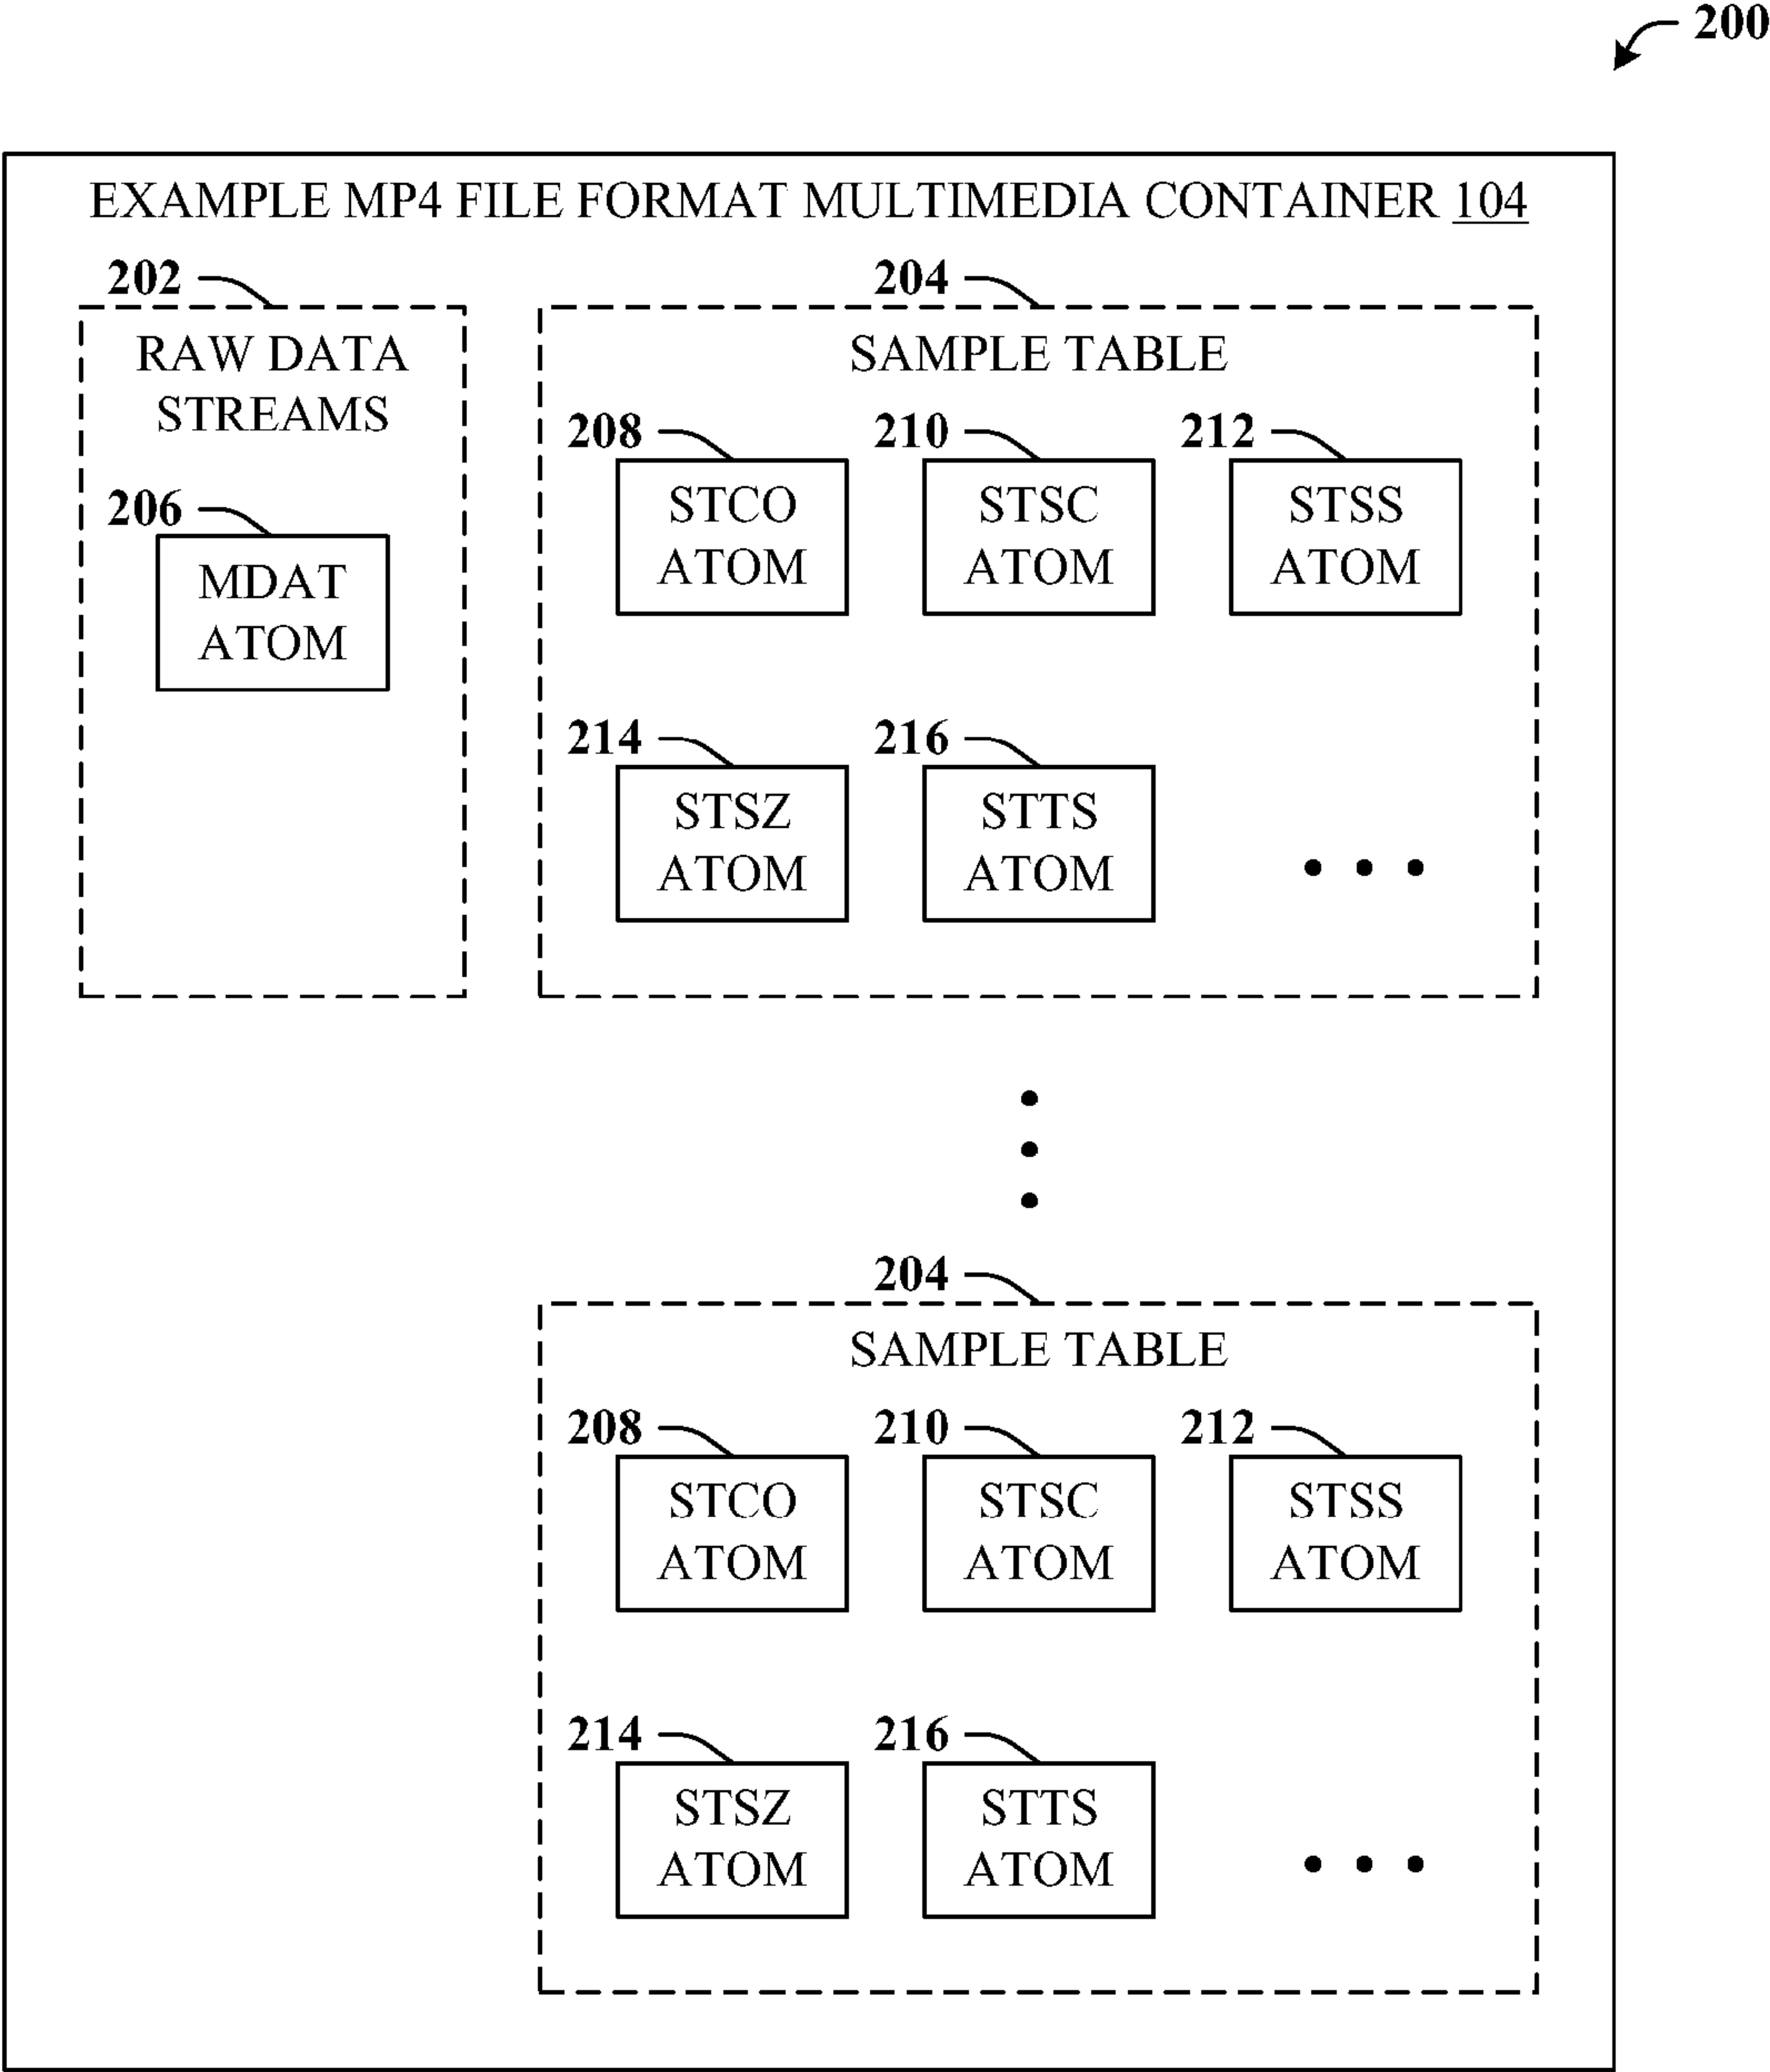 200
EXAMPLE MP4 FILE FORMAT MULTIMEDIA CONTAINER 104
202
RAW DATA
STREAMS
206
MDAT
ATOM
204
SAMPLE TABLE
208
STCO
ATOM
210
STSC
ATOM
212
STSS
ATOM
214
STSZ
ATOM
216
STTS
ATOM
204
SAMPLE TABLE
208
STCO
ATOM
210
STSC
ATOM
212
STSS
ATOM
214
STSZ
ATOM
216
STTS
ATOM